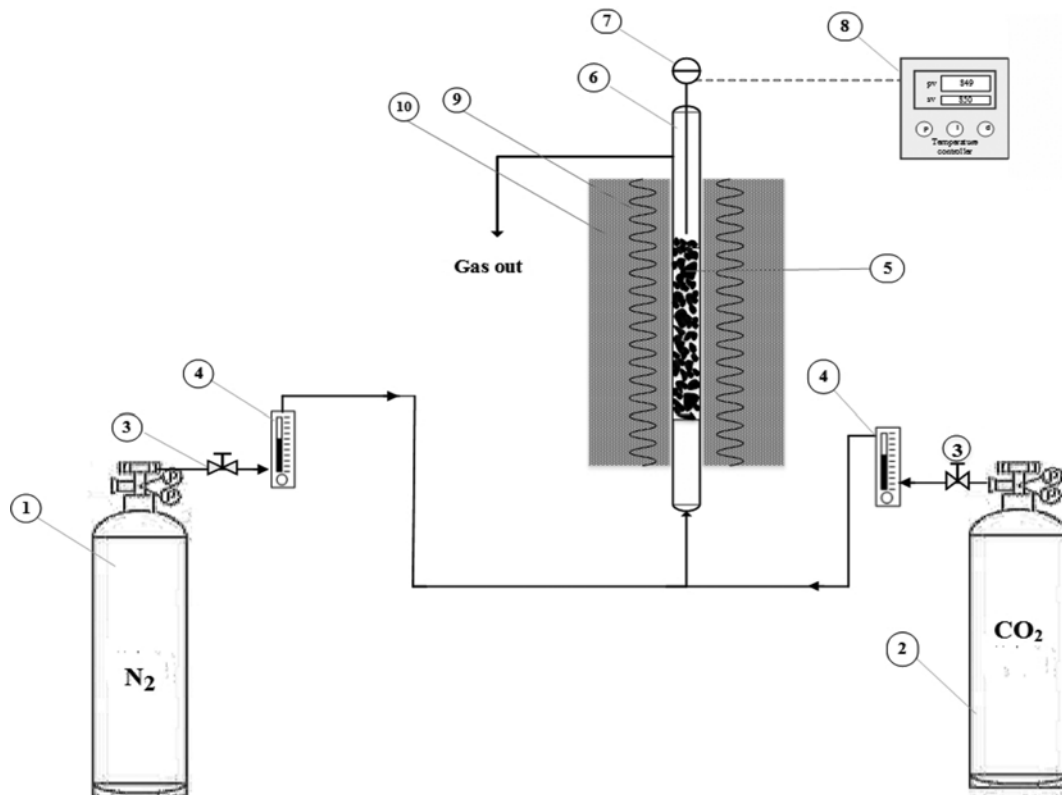 7
8
6
pv 849
sv 850
9
10
P I d
Temperature
controller
Gas out
5
4
4
3
3
P
P
P
P
1
N2
CO2
2